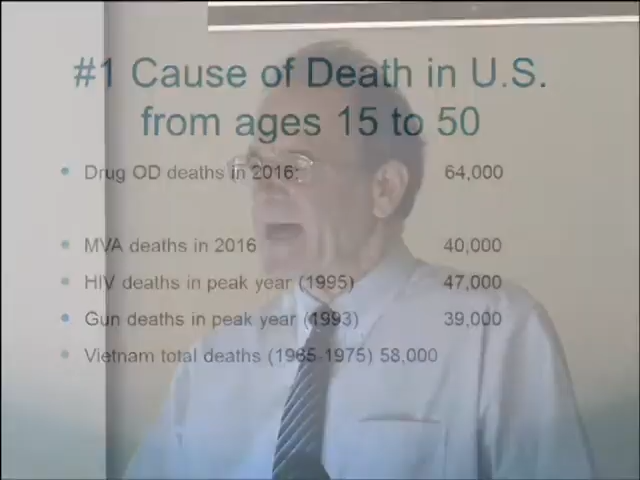 #1 Cause of Death in U.S.
from ages 15 to 50
• Drug OD deaths in 2016: 64,000
• MVA deaths in 2016 40,000
• HIV deaths in peak year (1995) 47,000
• Gun deaths in peak year (1993) 39,000
• Vietnam total deaths (1965-1975) 58,000